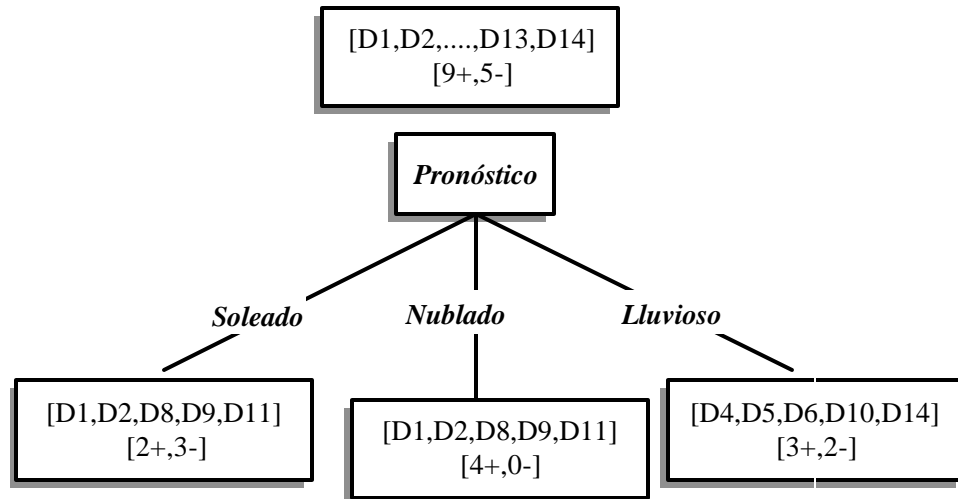 [D1,D2,....,D13,D14]
[9+,5-]
Pronóstico
Soleado
Nublado
Lluvioso
[D1,D2,D8,D9,D11]
[2+,3-]
[D1,D2,D8,D9,D11]
[4+,0-]
[D4,D5,D6,D10,D14]
[3+,2-]